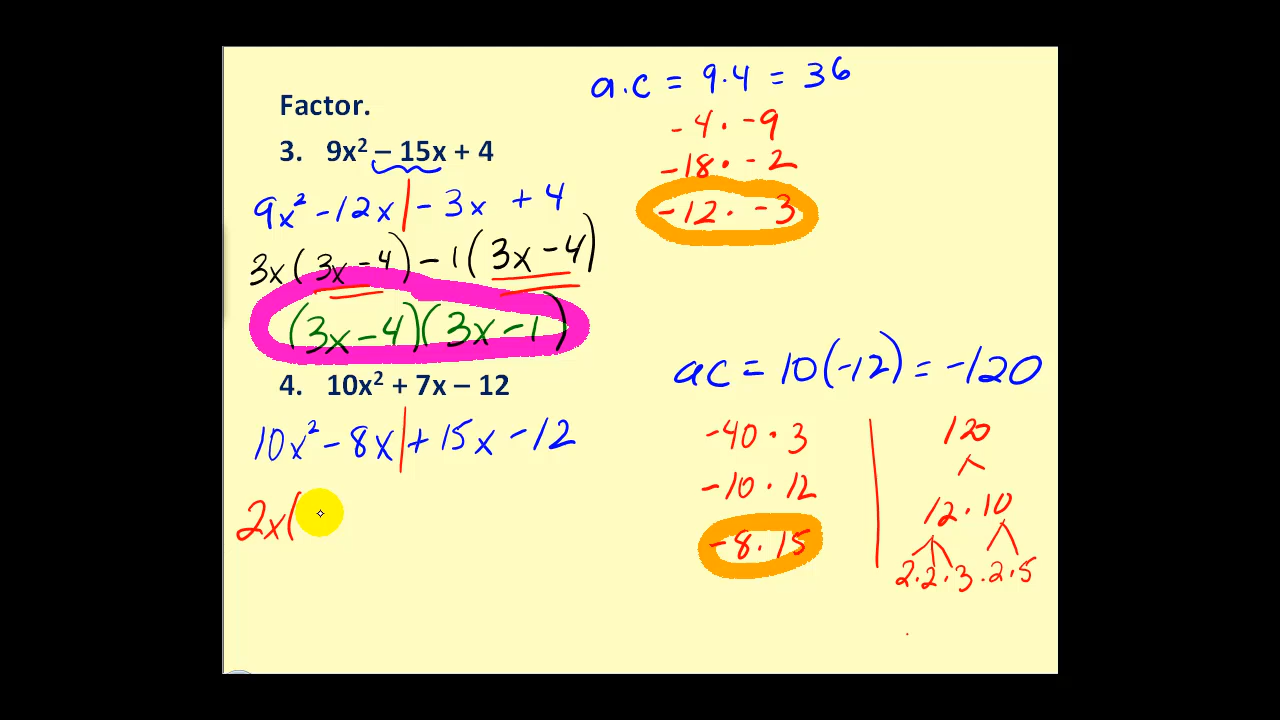 Factor.
3. 9x² – 15x + 4
9x² - 12x | - 3x + 4
3x(3x - 4) - 1(3x - 4)
(3x - 4)(3x - 1)
4. 10x² + 7x – 12
10x² - 8x | + 15x - 12
2x(
a.c = 9.4 = 36
-4 · -9
-18 · -2
-12 · -3
ac = 10(-12) = -120
-40 · 3
-10 · 12
-8 · 15
120
12 · 10
2 · 2 · 3 · 2 · 5